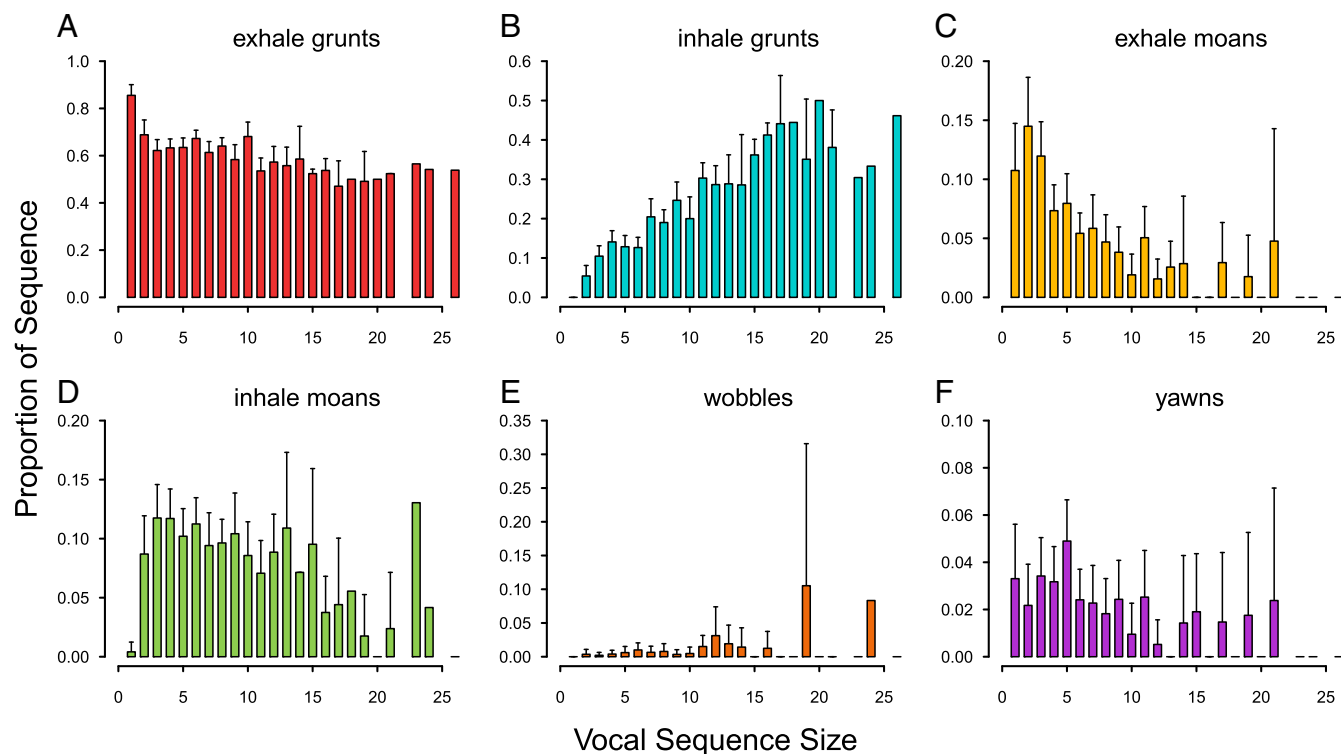 A
exhale grunts
1.0
0.8
0.6
0.4
0.2
0.0
0 5 10 15 20 25
B
inhale grunts
0.6
0.5
0.4
0.3
0.2
0.1
0.0
0 5 10 15 20 25
C
exhale moans
0.20
0.15
0.10
0.05
0.00
0 5 10 15 20 25
D
inhale moans
0.20
0.15
0.10
0.05
0.00
0 5 10 15 20 25
E
wobbles
0.35
0.30
0.25
0.20
0.15
0.10
0.05
0.00
0 5 10 15 20 25
F
yawns
0.10
0.08
0.06
0.04
0.02
0.00
0 5 10 15 20 25
Proportion of Sequence
Vocal Sequence Size